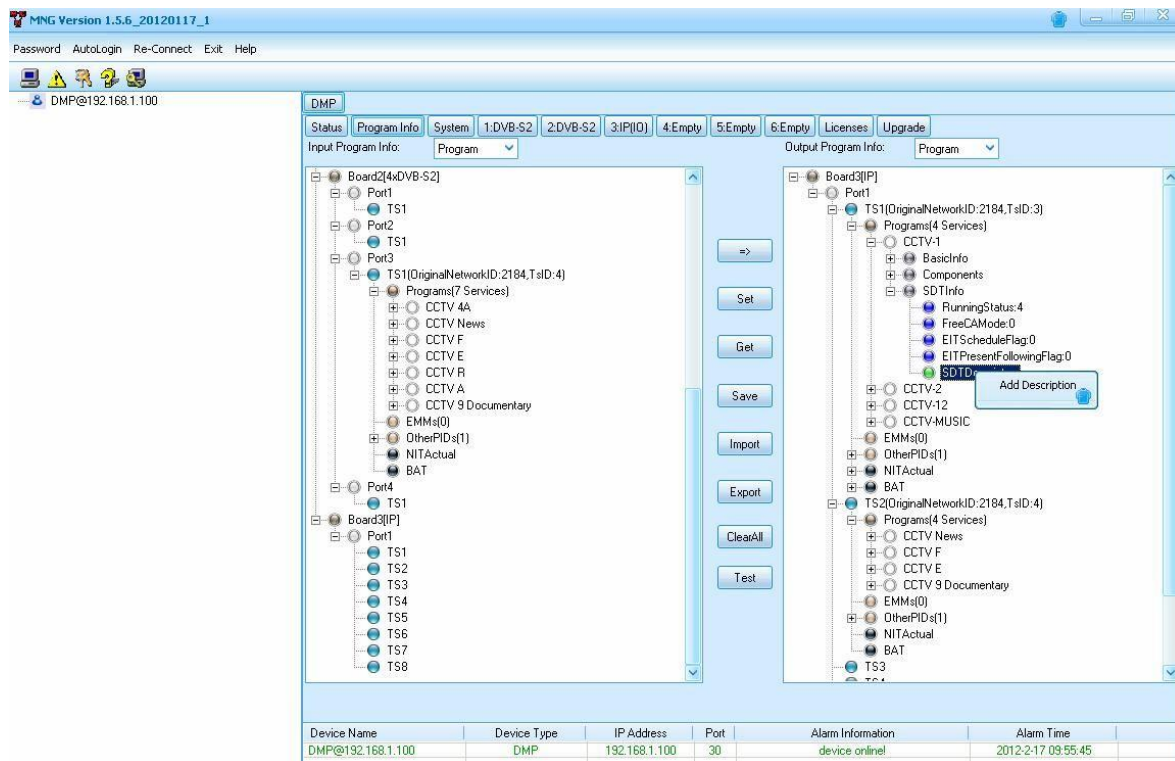 MNG Version 1.5.6_20120117_1
Password AutoLogin Re-Connect Exit Help
DMP@192.168.1.100
DMP
Status Program Info System 1:DVB-S2 2:DVB-S2 3:IP(IO) 4:Empty 5:Empty 6:Empty Licenses Upgrade
Input Program Info: Program
Output Program Info: Program
Board2[4xDVB-S2]
Port1
TS1
Port2
TS1
Port3
TS1(OriginalNetworkID:2184,TsID:4)
Programs(7 Services)
CCTV 4A
CCTV News
CCTV F
CCTV E
CCTV R
CCTV A
CCTV 9 Documentary
EMMs(0)
OtherPIDs(1)
NITActual
BAT
Port4
TS1
Board3[IP]
Port1
TS1
TS2
TS3
TS4
TS5
TS6
TS7
TS8
=>
Set
Get
Save
Import
Export
ClearAll
Test
Board3[IP]
Port1
TS1(OriginalNetworkID:2184,TsID:3)
Programs(4 Services)
CCTV-1
BasicInfo
Components
SDTInfo
RunningStatus:4
FreeCAMode:0
EITScheduleFlag:0
EITPresentFollowingFlag:0
Add Description
CCTV-2
CCTV-12
CCTV-MUSIC
EMMs(0)
OtherPIDs(1)
NITActual
BAT
TS2(OriginalNetworkID:2184,TsID:4)
Programs(4 Services)
CCTV News
CCTV F
CCTV E
CCTV 9 Documentary
EMMs(0)
OtherPIDs(1)
NITActual
BAT
TS3
Device Name Device Type IP Address Port Alarm Information Alarm Time
DMP@192.168.1.100 DMP 192.168.1.100 30 device online! 2012-2-17 09:55:45